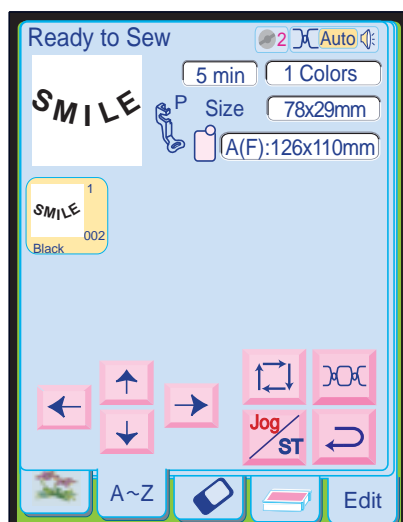 Ready to Sew
2 Auto
SMILE
5 min 1 Colors
P Size 78x29mm
A(F):126x110mm
SMILE 1
002
Black
Jog
ST
A~Z Edit